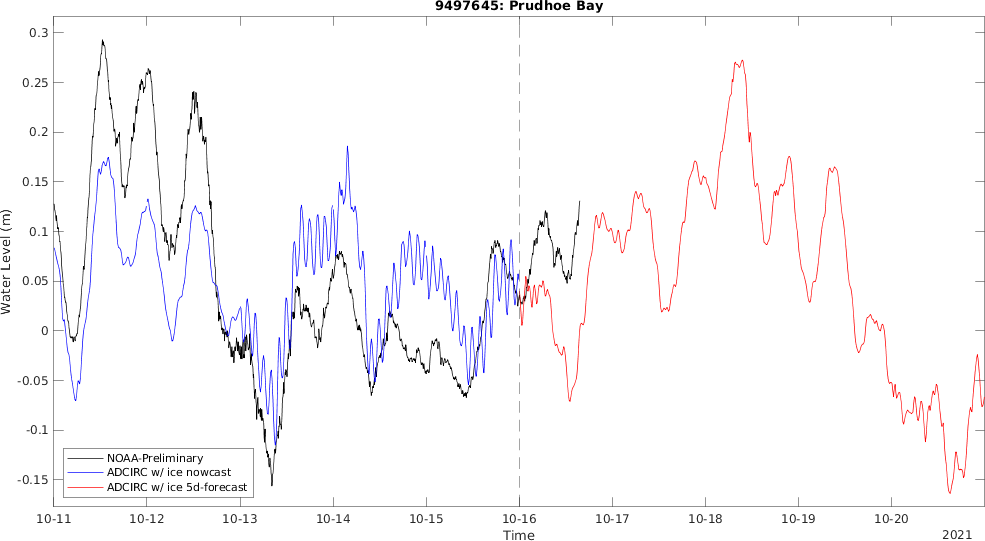 9497645: Prudhoe Bay
Water Level (m)
0.3
0.25
0.2
0.15
0.1
0.05
0
-0.05
-0.1
-0.15
NOAA-Preliminary
ADCIRC w/ ice nowcast
ADCIRC w/ ice 5d-forecast
10-11 10-12 10-13 10-14 10-15 10-16 10-17 10-18 10-19 10-20
Time
2021